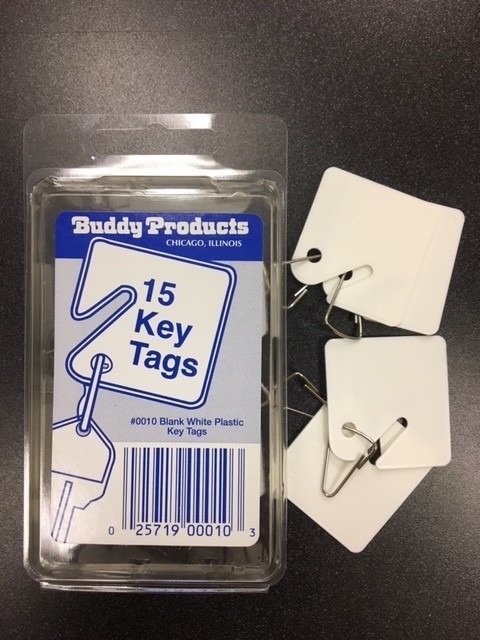 Buddy Products
CHICAGO, ILLINOIS
15
Key
Tags
#0010 Blank White Plastic
Key Tags
0 25719 00010 3